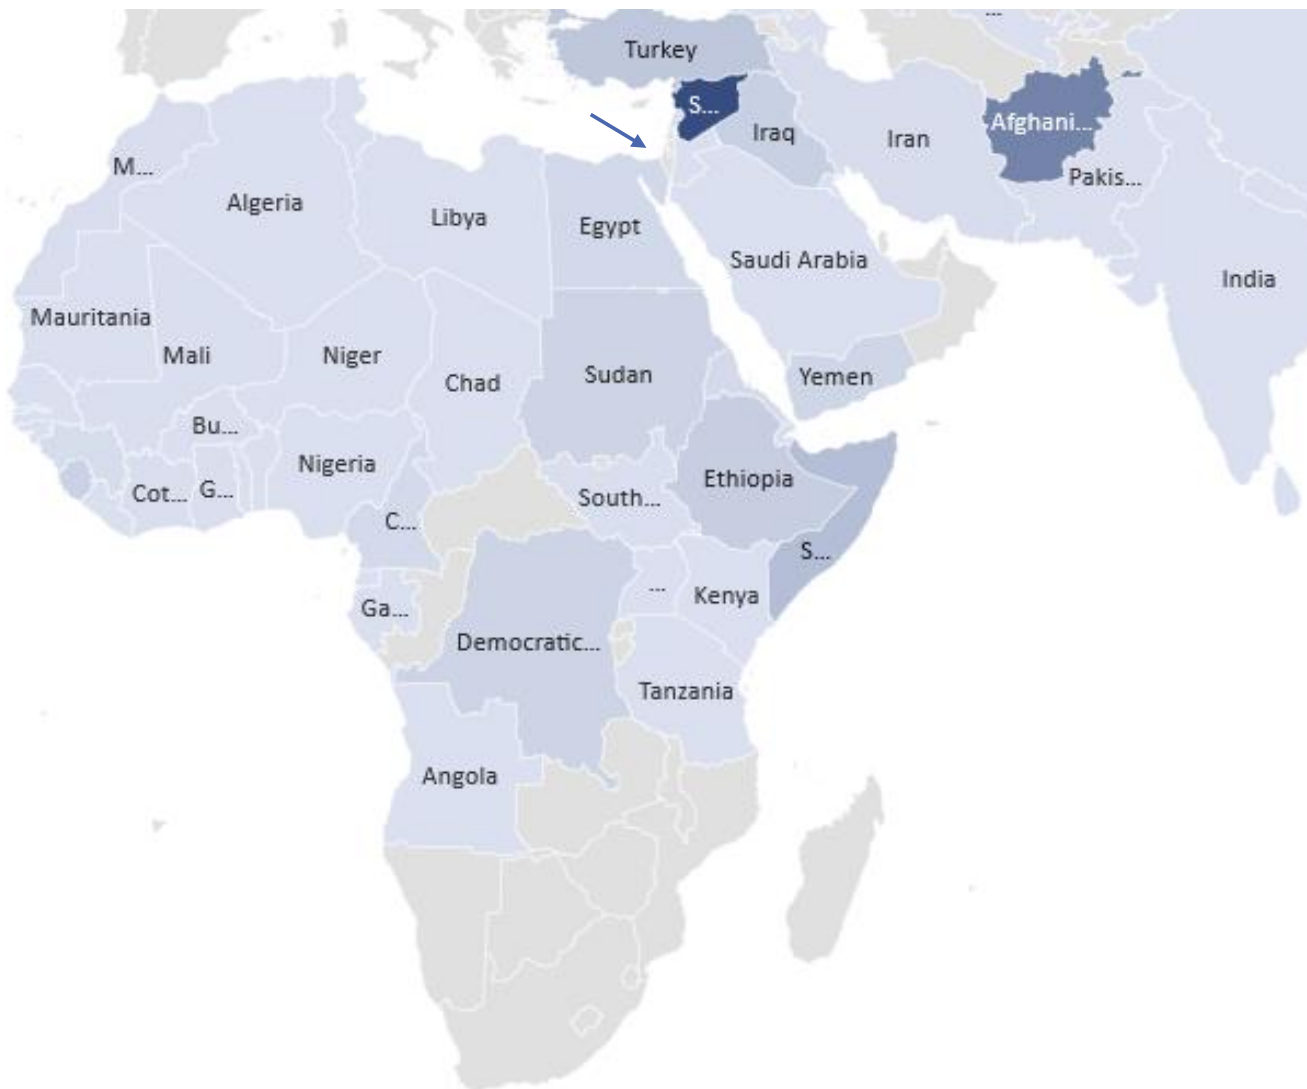 ...
Turkey
S...
Afghani...
Iraq
Iran
M...
Pakis...
Algeria
Libya
Egypt
Saudi Arabia
India
Mauritania
Mali
Niger
Chad
Sudan
Yemen
Bu...
Nigeria
Ethiopia
Cot...
G...
South...
C...
S...
...
Kenya
Ga...
Democratic...
Tanzania
Angola